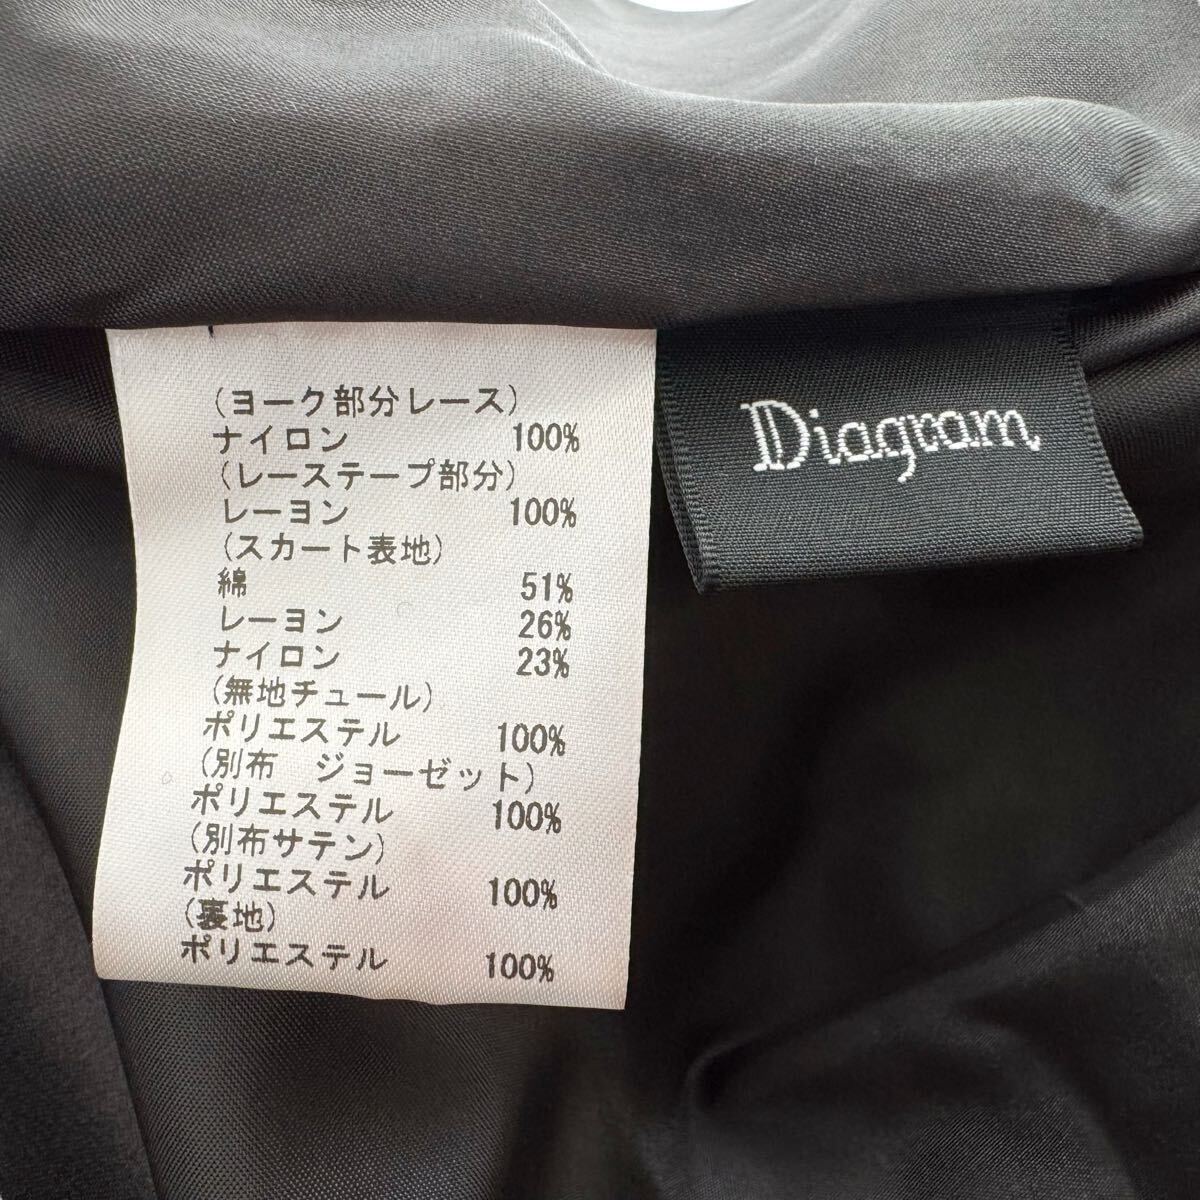 (ヨーク部分レース)
ナイロン 100%
(レーステープ部分)
レーヨン 100%
(スカート表地)
綿 51%
レーヨン 26%
ナイロン 23%
(無地チュール)
ポリエステル 100%
(別布 ジョーゼット)
ポリエステル 100%
(別布サテン)
ポリエステル 100%
(裏地)
ポリエステル 100%
Diagram